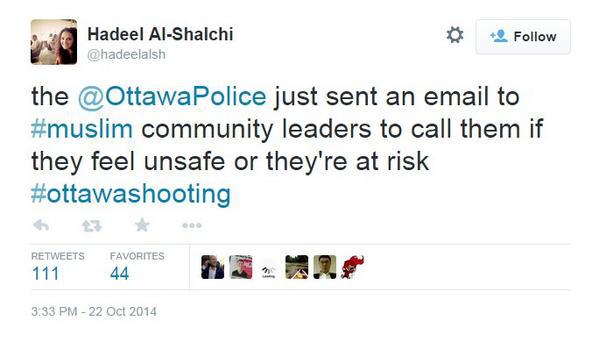 Hadeel Al-Shalchi
@hadeelalsh
Follow
the @OttawaPolice just sent an email to
#muslim community leaders to call them if
they feel unsafe or they're at risk
#ottawashooting
RETWEETS FAVORITES
111 44
Loading
3:33 PM - 22 Oct 2014